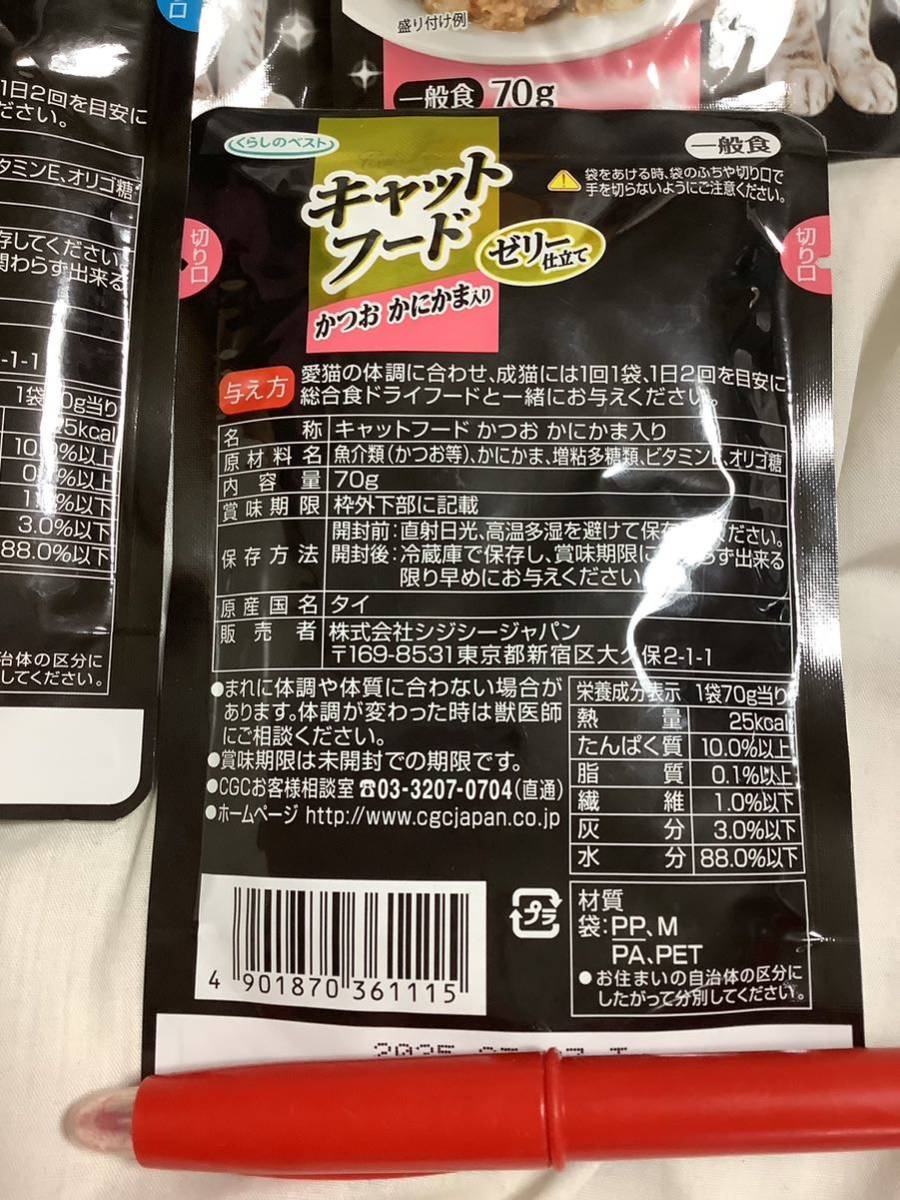 盛り付け例
一般食 70g
口
1日2回を目安に
ださい。
タミンE、オリゴ糖
存してください。
関わらず出来る
-1-1
1袋70g当り
25kcal
10.0%以上
0.1%以上
1.0%以下
3.0%以下
88.0%以下
治体の区分に
してください。
くらしのベスト
一般食
袋をあける時、袋のふちや切り口で
手を切らないようにご注意ください。
キャット
フード
ゼリー仕立て
かつお かにかま入り
切り口
切り口
与え方
愛猫の体調に合わせ、成猫には1回1袋、1日2回を目安に
総合食ドライフードと一緒にお与えください。
名称 キャットフード かつお かにかま入り
原材料名 魚介類(かつお等)、かにかま、増粘多糖類、ビタミンE、オリゴ糖
内容量 70g
賞味期限 枠外下部に記載
保存方法 開封前:直射日光、高温多湿を避けて保存ください。
開封後:冷蔵庫で保存し、賞味期限にらず出来る
限り早めにお与えください
原産国名 タイ
販売者 株式会社シジシージャパン
〒169-8531東京都新宿区大久保2-1-1
●まれに体調や体質に合わない場合が
あります。体調が変わった時は獣医師
にご相談ください。
●賞味期限は未開封での期限です。
●CGCお客様相談室 ☎03-3207-0704(直通)
●ホームページ http://www.cgcjapan.co.jp
栄養成分表示 1袋70g当り
熱量 25kcal
たんぱく質 10.0%以上
脂質 0.1%以上
繊維 1.0%以下
灰分 3.0%以下
水分 88.0%以下
プラ
材質
袋:PP、M
PA、PET
●お住まいの自治体の区分に
したがって分別してください。
4 901870 361115